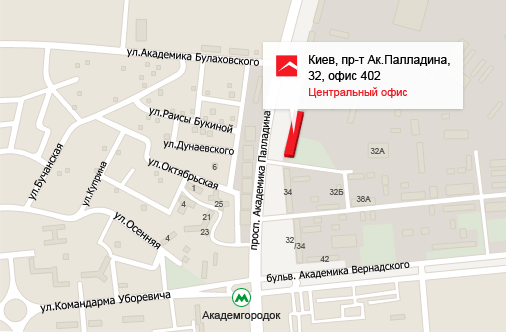 ул.Академика Булаховского
Киев, пр-т Ак.Палладина,
32, офис 402
Центральный офис
ул.Раисы Букиной
ул.Дунаевского
ул.Октябрьская
ул.Бучанская
ул.Куприна
ул.Осенняя
просп. Академика Палладина
6
1
4
21
25
23
4
32А
34
32Б
38А
32
/34
42
бульв. Академика Вернадского
ул.Командарма Уборевича
Академгородок